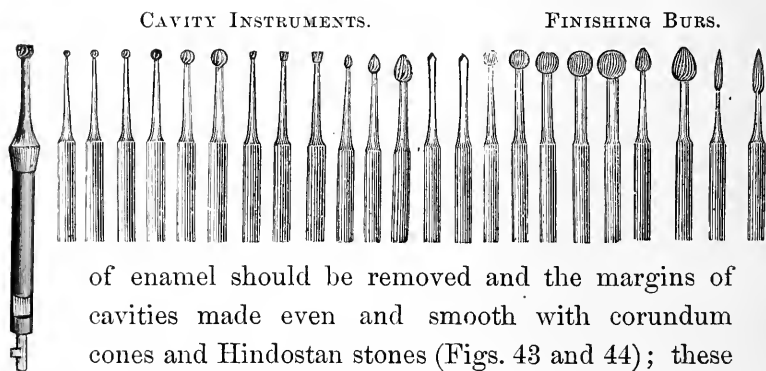 CAVITY INSTRUMENTS. FINISHING BURS.
of enamel should be removed and the margins of
cavities made even and smooth with corundum
cones and Hindostan stones (Figs. 43 and 44); these